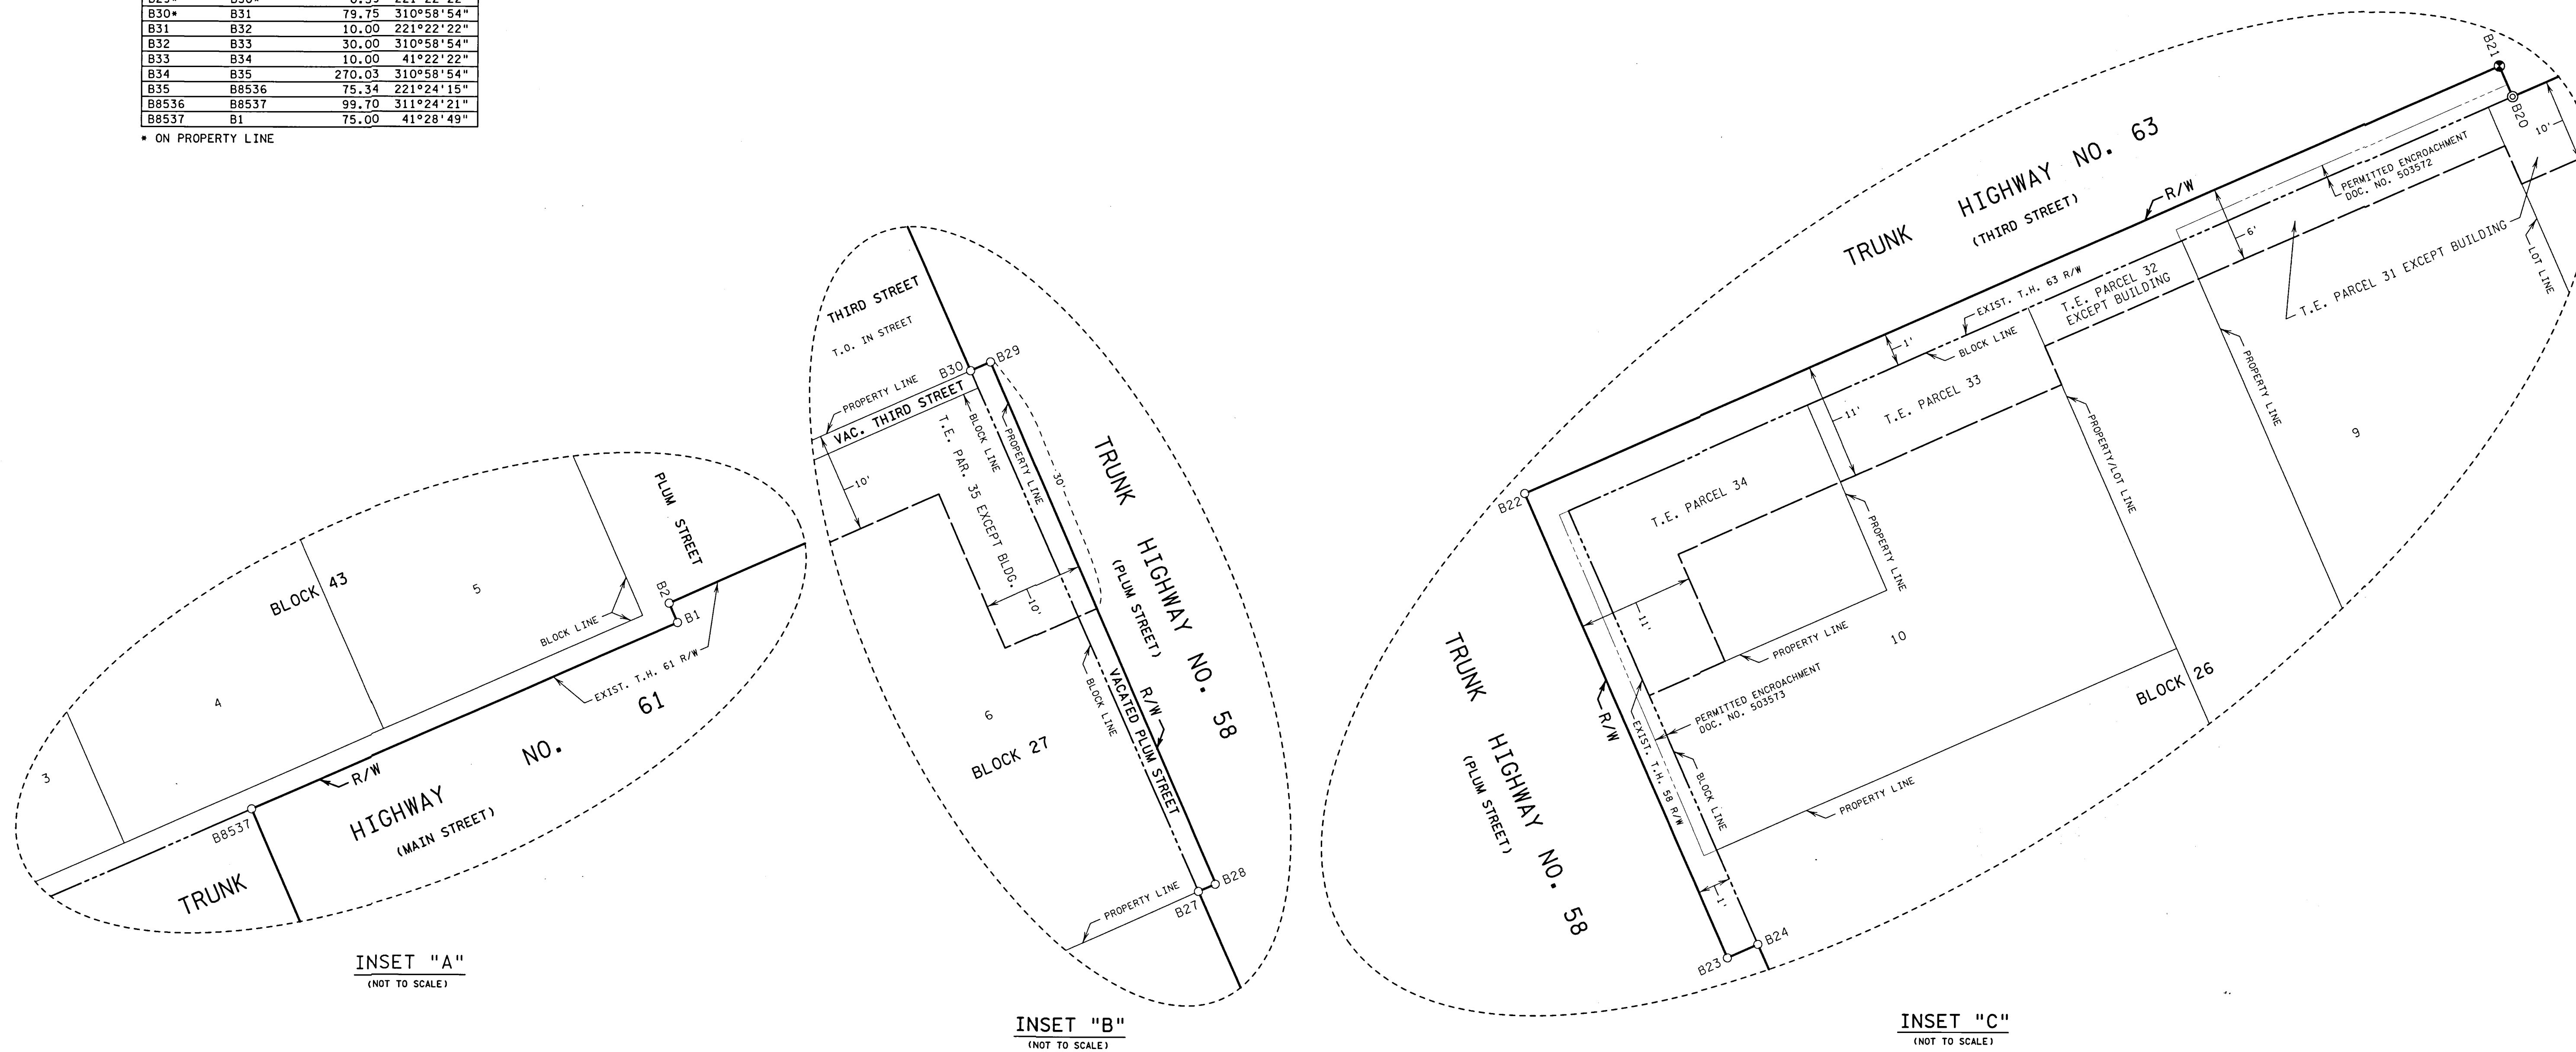 B30* B31 79.75 310°58'54"
B31 B32 10.00 221°22'22"
B32 B33 30.00 310°58'54"
B33 B34 10.00 41°22'22"
B34 B35 270.03 310°58'54"
B35 B8536 75.34 221°24'15"
B8536 B8537 99.70 311°24'21"
B8537 B1 75.00 41°28'49"
* ON PROPERTY LINE
BLOCK 43
3
4
5
PLUM STREET
BLOCK LINE
B2
B1
EXIST. T.H. 61 R/W
R/W
B8537
TRUNK HIGHWAY NO. 61
(MAIN STREET)
INSET "A"
(NOT TO SCALE)
THIRD STREET
T.O. IN STREET
B30
B29
PROPERTY LINE
VAC. THIRD STREET
BLOCK LINE
PROPERTY LINE
10'
T.E. PAR. 35 EXCEPT BLDG.
30'
10'
TRUNK HIGHWAY NO. 58
(PLUM STREET)
R/W
BLOCK LINE
VACATED PLUM STREET
6
BLOCK 27
PROPERTY LINE
B27
B28
INSET "B"
(NOT TO SCALE)
B21
B20
10'
TRUNK HIGHWAY NO. 63
(THIRD STREET)
R/W
PERMITTED ENCROACHMENT
DOC. NO. 503572
6'
T.E. PARCEL 31 EXCEPT BUILDING
LOT LINE
EXIST. T.H. 63 R/W
T.E. PARCEL 32
EXCEPT BUILDING
1'
BLOCK LINE
11'
T.E. PARCEL 33
PROPERTY LINE
9
PROPERTY/LOT LINE
B22
T.E. PARCEL 34
PROPERTY LINE
11'
PROPERTY LINE
10
BLOCK 26
PERMITTED ENCROACHMENT
DOC. NO. 503573
R/W
EXIST. T.H. 58 R/W
BLOCK LINE
PROPERTY LINE
TRUNK HIGHWAY NO. 58
(PLUM STREET)
1'
B23
B24
INSET "C"
(NOT TO SCALE)